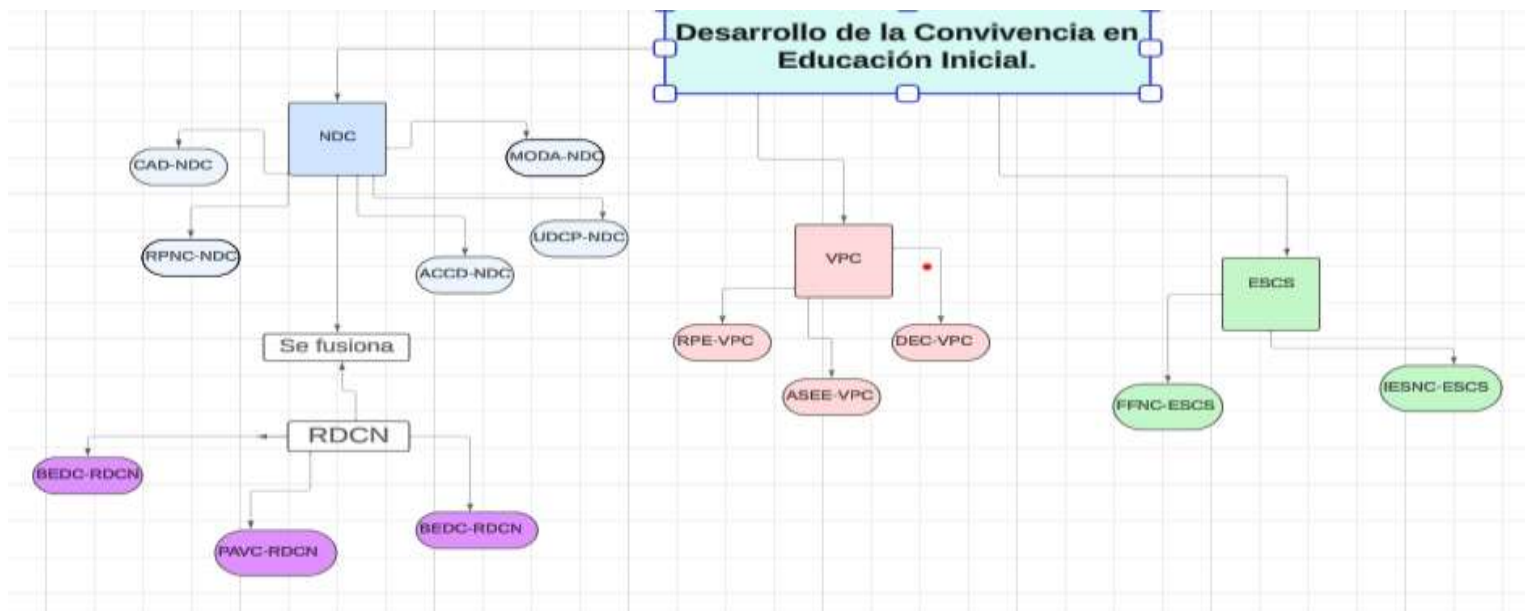 Desarrollo de la Convivencia en
Educación Inicial.
NDC
CAD-NDC
MODA-NDC
RPNC-NDC
UDCP-NDC
ACCD-NDC
Se fusiona
RDCN
BEDC-RDCN
PAVC-RDCN
BEDC-RDCN
VPC
RPE-VPC
DEC-VPC
ASEE-VPC
ESCS
FFNC-ESCS
IESNC-ESCS